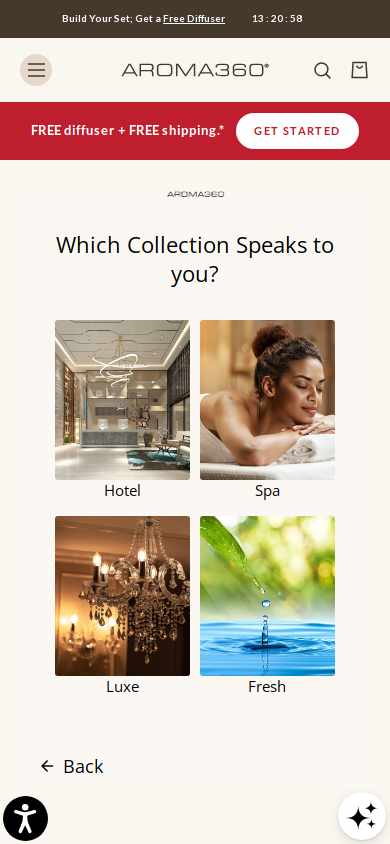 Build Your Set; Get a Free Diffuser 13 : 20 : 58
AROMA360®
FREE diffuser + FREE shipping.* GET STARTED
AROMA360
Which Collection Speaks to
you?
Hotel Spa
Luxe Fresh
← Back